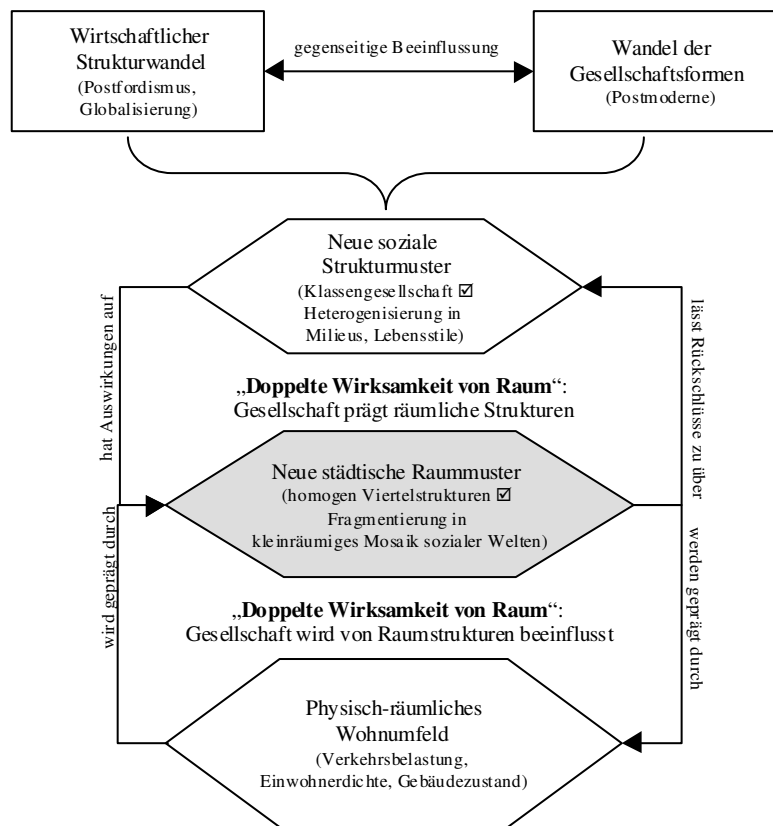 Wirtschaftlicher
Strukturwandel
(Postfordismus,
Globalisierung)
gegenseitige Beeinflussung
Wandel der
Gesellschaftsformen
(Postmoderne)
Neue soziale
Strukturmuster
(Klassengesellschaft ☑
Heterogenisierung in
Milieus, Lebensstile)
hat Auswirkungen auf
lässt Rückschlüsse zu über
„Doppelte Wirksamkeit von Raum“:
Gesellschaft prägt räumliche Strukturen
Neue städtische Raummuster
(homogen Viertelstrukturen ☑
Fragmentierung in
kleinräumiges Mosaik sozialer Welten)
wird geprägt durch
werden geprägt durch
„Doppelte Wirksamkeit von Raum“:
Gesellschaft wird von Raumstrukturen beeinflusst
Physisch-räumliches
Wohnumfeld
(Verkehrsbelastung,
Einwohnerdichte, Gebäudezustand)